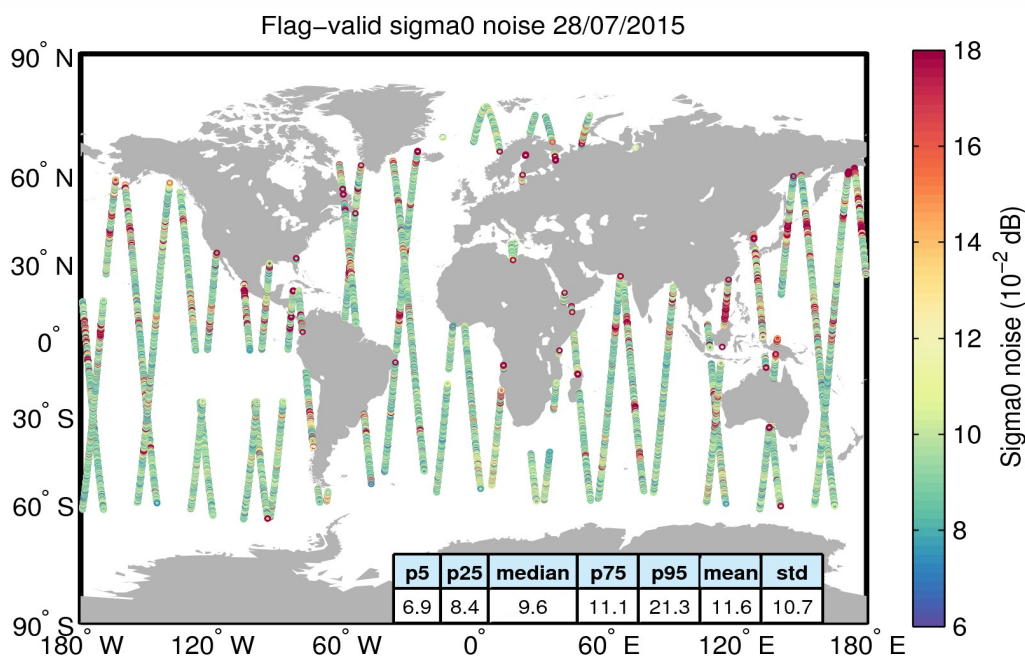 Flag−valid sigma0 noise 28/07/2015
90° N
60° N
30° N
0°
30° S
60° S
90° S
180° W
120° W
60° W
0°
60° E
120° E
180° E
p5 p25 median p75 p95 mean std
6.9 8.4 9.6 11.1 21.3 11.6 10.7
18
16
14
12
10
8
6
Sigma0 noise (10⁻² dB)